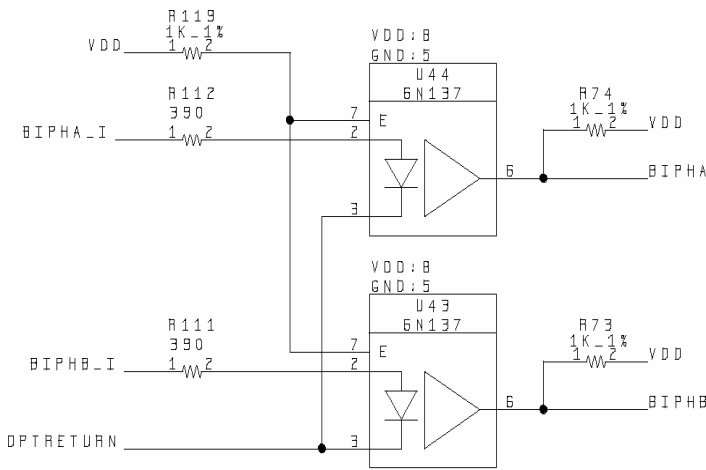 R119
1K_1%
VDD 1 2
VDD:8
GND:5
U44
6N137
R112
390
BIPHA_I 1 2
7 E
2
3
6
R74
1K_1%
1 2 VDD
BIPHA
VDD:8
GND:5
U43
6N137
R111
390
BIPHB_I 1 2
7 E
2
3
6
R73
1K_1%
1 2 VDD
BIPHB
OPTRETURN